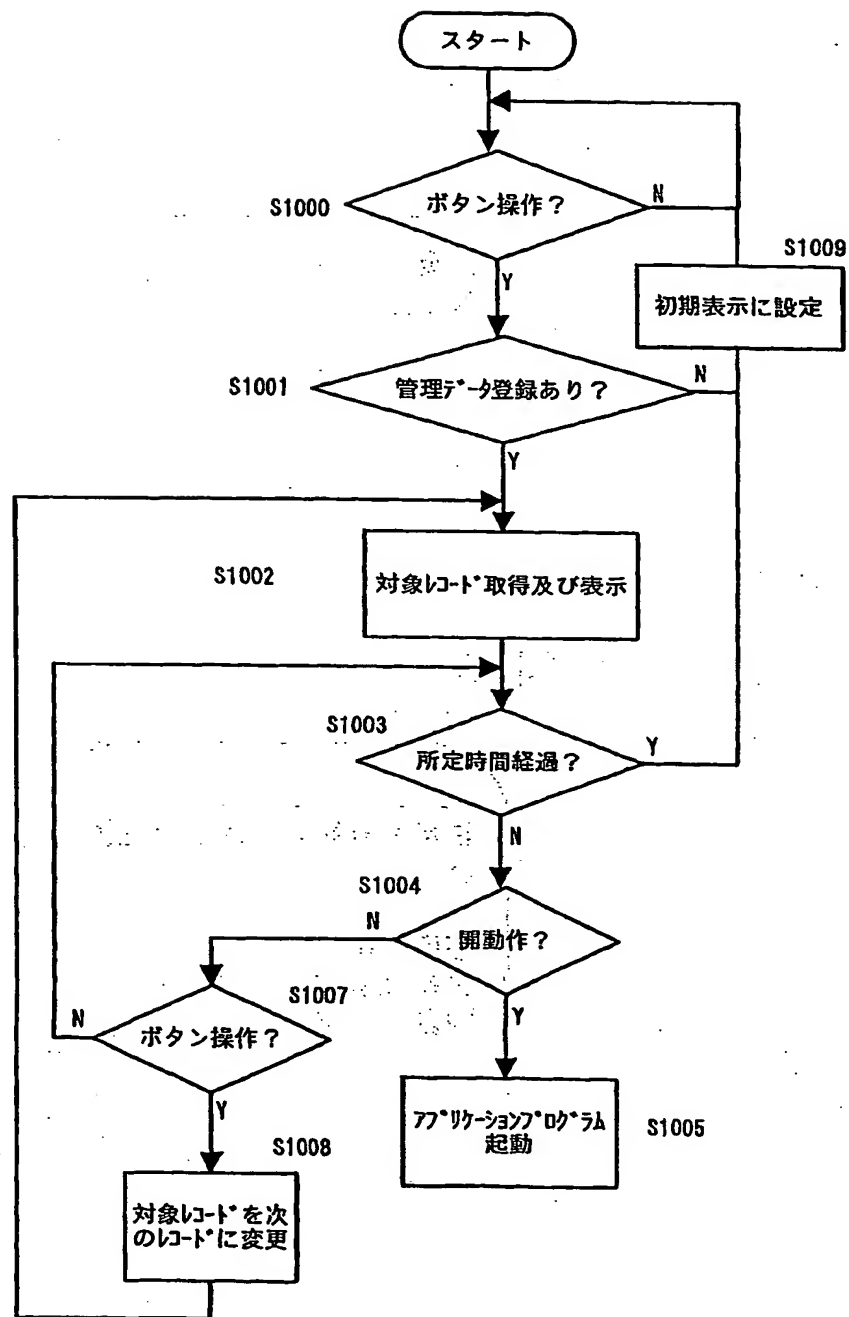 スタート
S1000
ボタン操作？
N
Y
S1009
初期表示に設定
S1001
管理ﾃﾞｰﾀ登録あり？
N
Y
S1002
対象ﾚｺｰﾄﾞ取得及び表示
S1003
所定時間経過？
Y
N
S1004
開動作？
N
Y
S1007
ボタン操作？
N
Y
S1005
ｱﾌﾟﾘｹｰｼｮﾝﾌﾟﾛｸﾞﾗﾑ
起動
S1008
対象ﾚｺｰﾄﾞを次
のﾚｺｰﾄﾞに変更